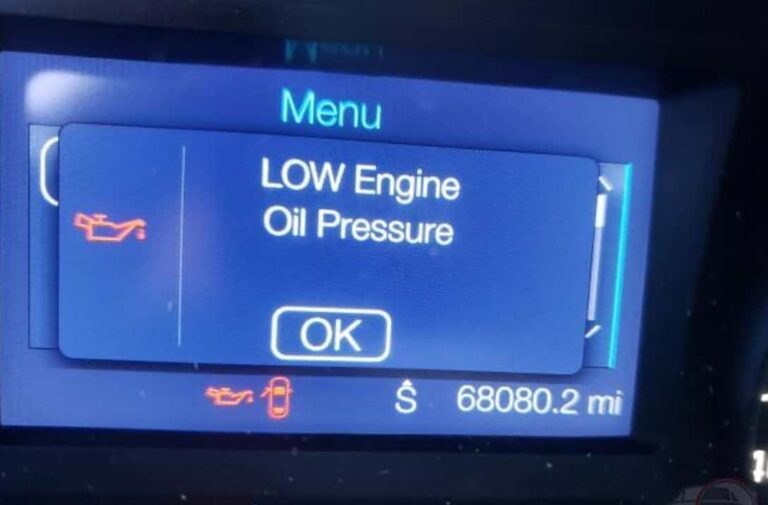 Menu
LOW Engine
Oil Pressure
OK
S 68080.2 mi